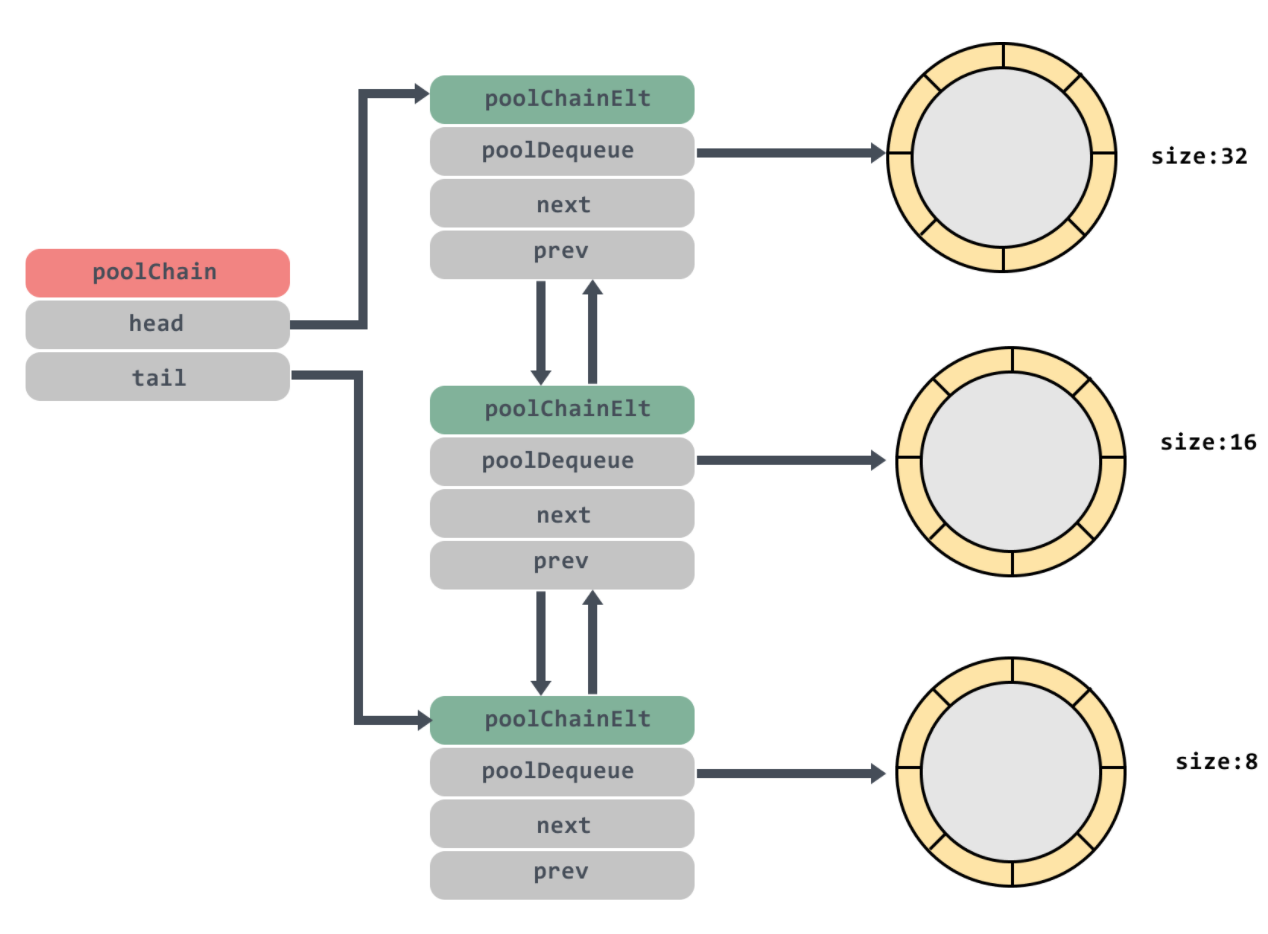 poolChain
head
tail
poolChainElt
poolDequeue
next
prev
size:32
poolChainElt
poolDequeue
next
prev
size:16
poolChainElt
poolDequeue
next
prev
size:8